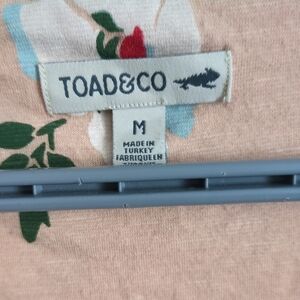 TOAD&CO
M
MADE IN
TURKEY
FABRIQUE EN